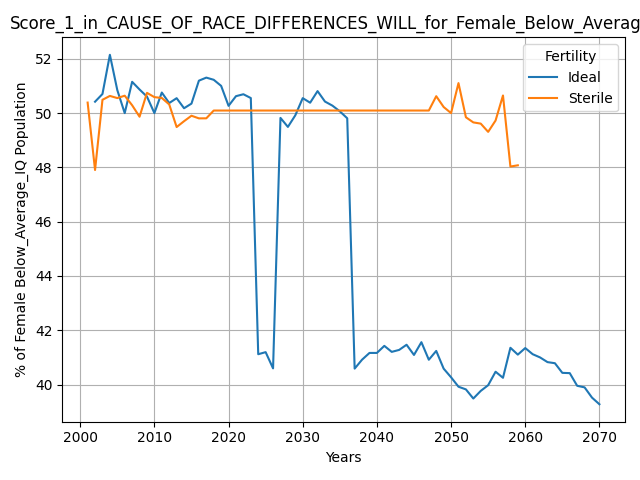 Score_1_in_CAUSE_OF_RACE_DIFFERENCES_WILL_for_Female_Below_Averag
% of Female Below_Average_IQ Population
52
50
48
46
44
42
40
Fertility
Ideal
Sterile
2000 2010 2020 2030 2040 2050 2060 2070
Years